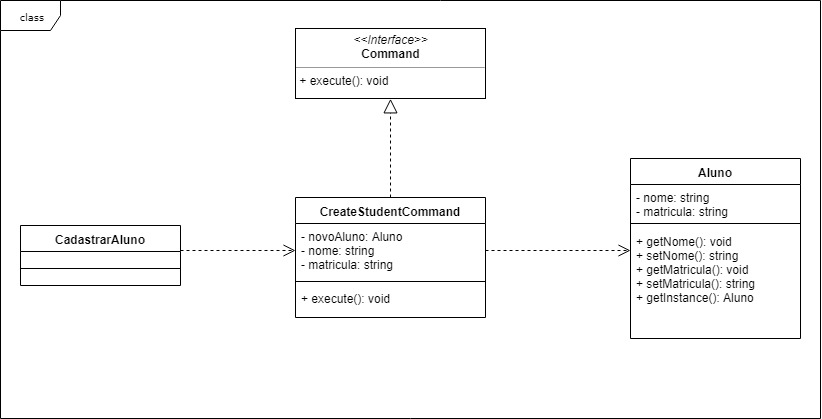 class
<<Interface>>
Command
+ execute(): void
CadastrarAluno
CreateStudentCommand
- novoAluno: Aluno
- nome: string
- matricula: string
+ execute(): void
Aluno
- nome: string
- matricula: string
+ getNome(): void
+ setNome(): string
+ getMatricula(): void
+ setMatricula(): string
+ getInstance(): Aluno